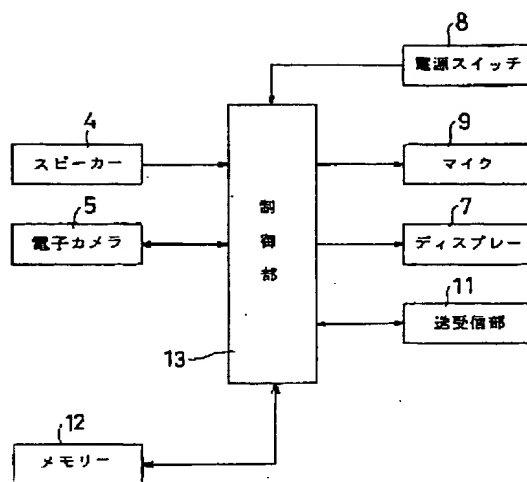 8
電源スイッチ
4
スピーカー
9
マイク
5
電子カメラ
制御部
7
ディスプレー
11
送受信部
13
12
メモリー